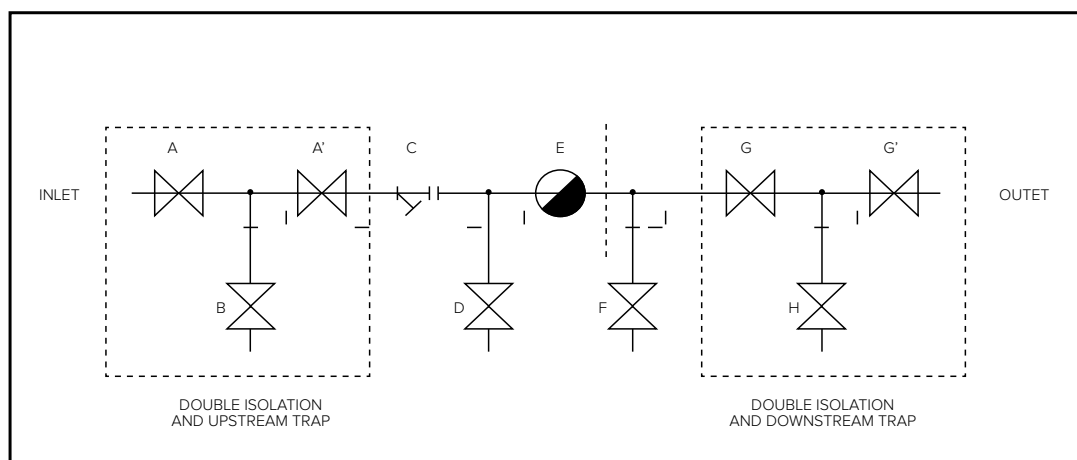 A A' C E G G'
INLET OUTET
B D F H
DOUBLE ISOLATION
AND UPSTREAM TRAP
DOUBLE ISOLATION
AND DOWNSTREAM TRAP